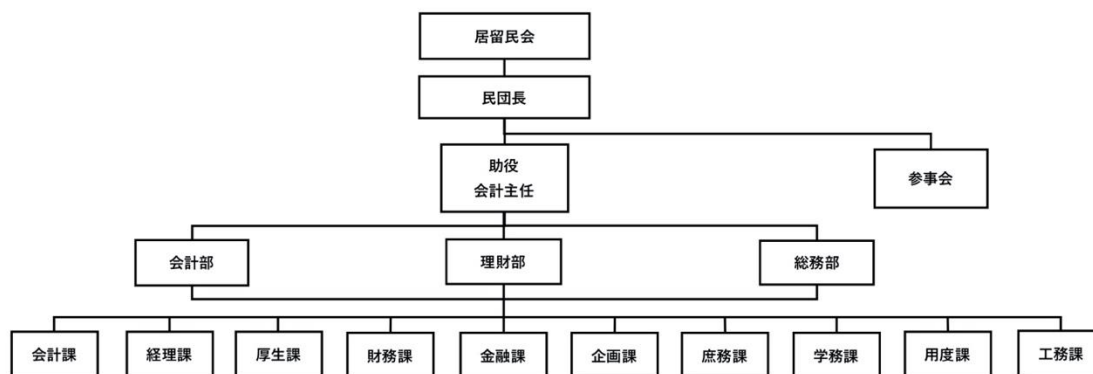 居留民会
民団長
助役
会計主任
参事会
会計部
理財部
総務部
会計課
経理課
厚生課
財務課
金融課
企画課
庶務課
学務課
用度課
工務課